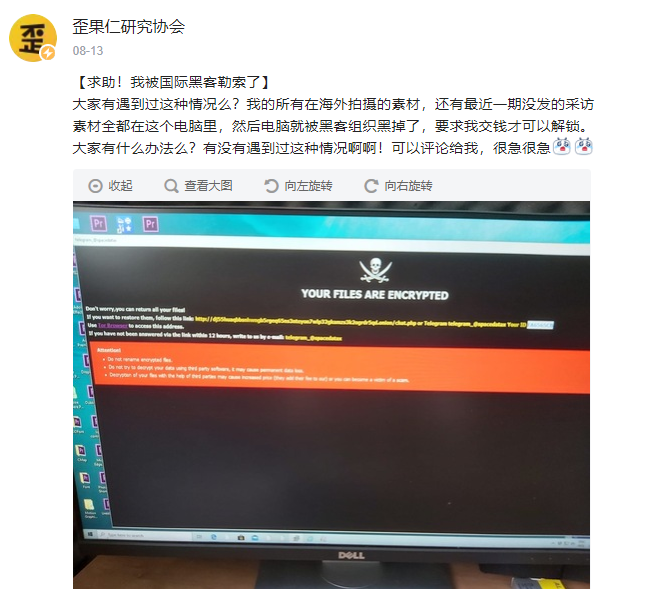 歪果仁研究协会
歪
08-13
【求助！我被国际黑客勒索了】
大家有遇到过这种情况么？我的所有在海外拍摄的素材，还有最近一期没发的采访
素材全都在这个电脑里，然后电脑就被黑客组织黑掉了，要求我交钱才可以解锁。
大家有什么办法么？有没有遇到过这种情况啊啊！可以评论给我，很急很急
收起 查看大图 向左旋转 向右旋转
Pr Pr
YOUR FILES ARE ENCRYPTED
Don't worry,you can return all your files!
If you want to restore them, follow this link: or Telegram telegram_@spacedatax Your ID
Use Tor Browser to access this address.
If you have not been answered via the link within 12 hours, write to us by e-mail: telegram_@spacedatax
Attention!
Do not rename encrypted files.
Do not try to decrypt your data using third party software, it may cause permanent data loss.
Decryption of your files with the help of third parties may cause increased price (they add their fee to our) or you can become a victim of a scam.
Type here to search
DELL